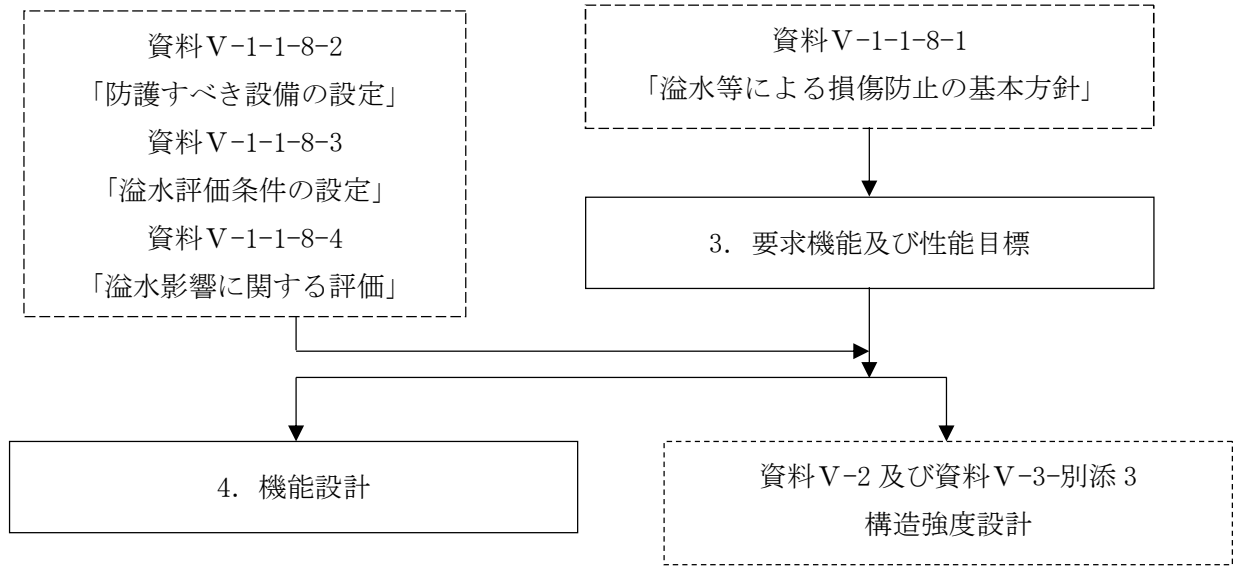 資料Ⅴ-1-1-8-2
「防護すべき設備の設定」
資料Ⅴ-1-1-8-3
「溢水評価条件の設定」
資料Ⅴ-1-1-8-4
「溢水影響に関する評価」
資料Ⅴ-1-1-8-1
「溢水等による損傷防止の基本方針」
3. 要求機能及び性能目標
4. 機能設計
資料Ⅴ-2 及び資料Ⅴ-3-別添 3
構造強度設計